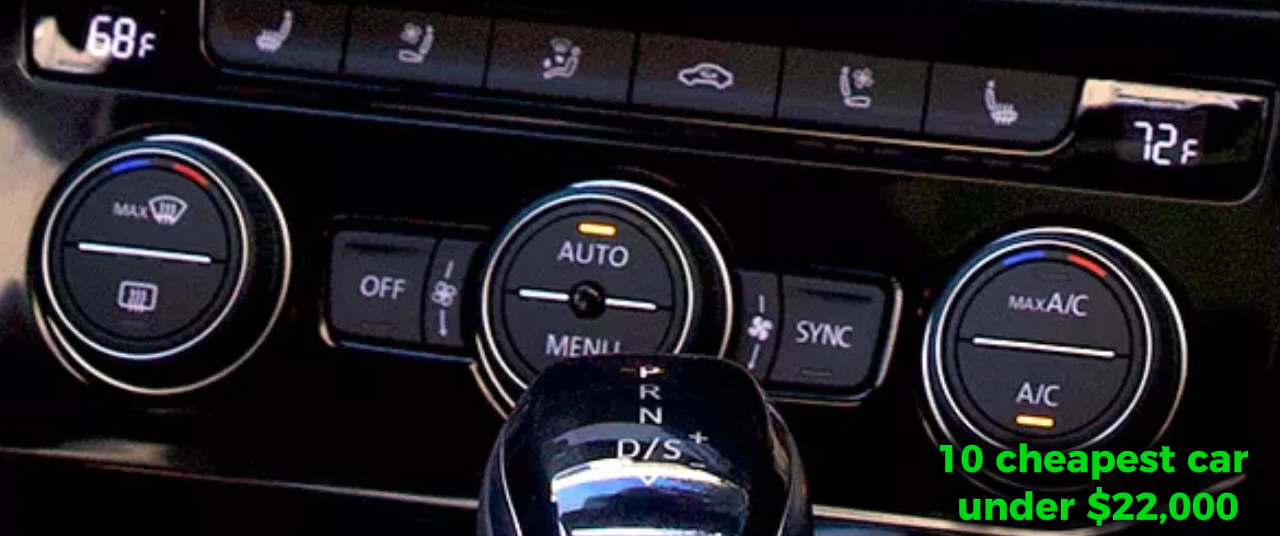 68F
72F
MAX
AUTO
OFF
MENU
SYNC
MAX A/C
A/C
P
R
N
D/S
+
-
10 cheapest car
under $22,000